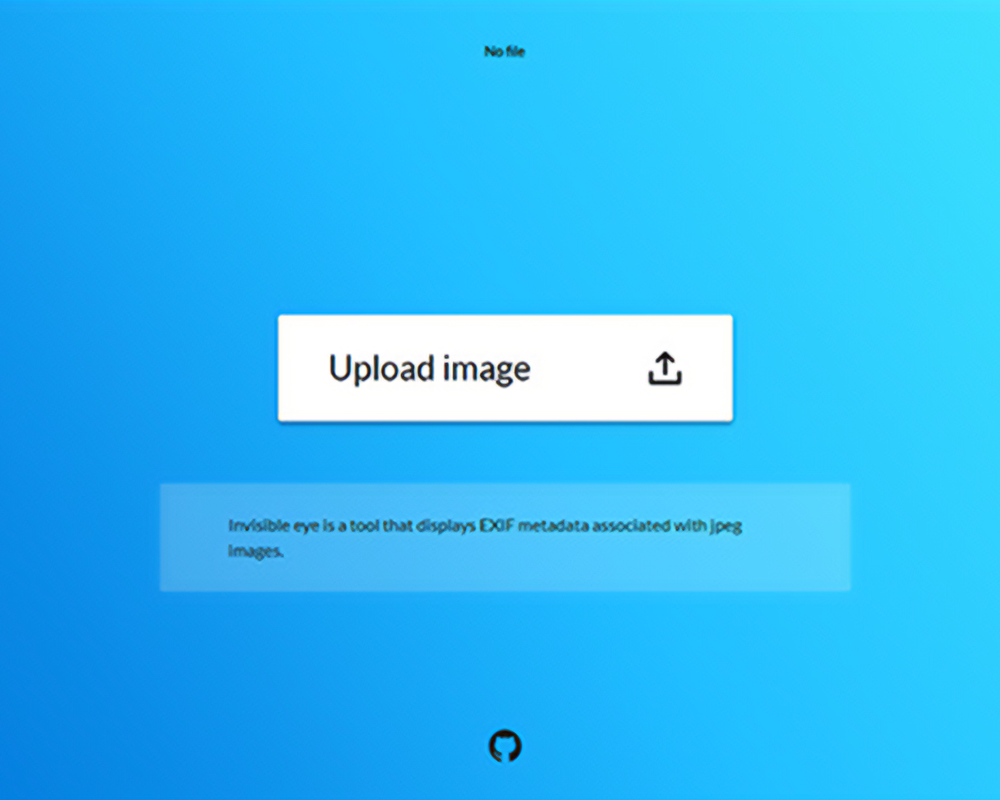 No file
Upload image
Invisible eye is a tool that displays EXIF metadata associated with jpeg
images.